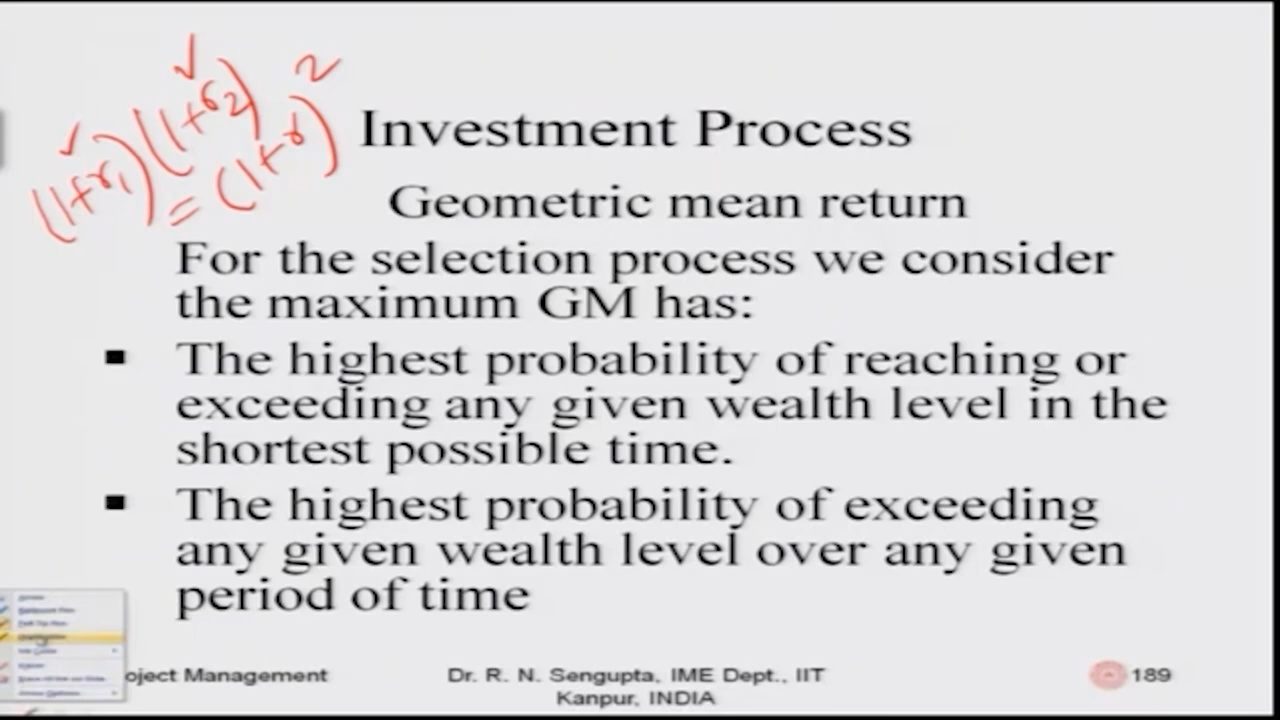 (1+r₁)(1+r₂)
= (1+r)²
Investment Process
Geometric mean return
For the selection process we consider
the maximum GM has:
▪ The highest probability of reaching or
exceeding any given wealth level in the
shortest possible time.
▪ The highest probability of exceeding
any given wealth level over any given
period of time
oject Management
Dr. R. N. Sengupta, IME Dept., IIT
Kanpur, INDIA
189